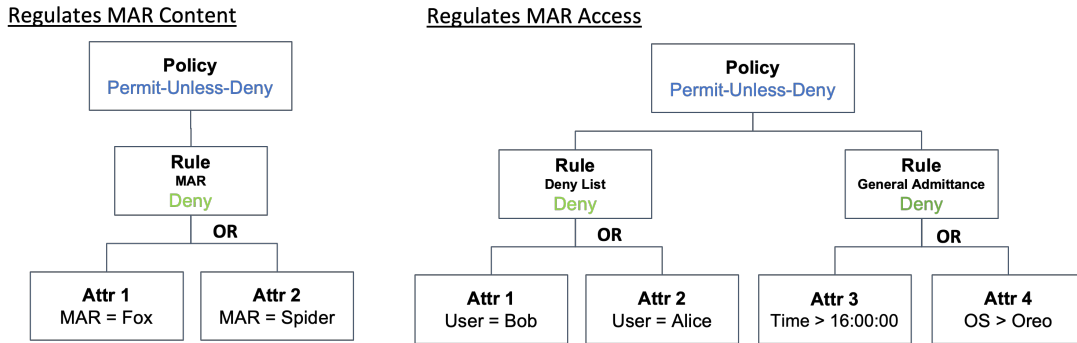 Regulates MAR Content
Policy
Permit-Unless-Deny
Rule
MAR
Deny
OR
Attr 1
MAR = Fox
Attr 2
MAR = Spider
Regulates MAR Access
Policy
Permit-Unless-Deny
Rule
Deny List
Deny
OR
Attr 1
User = Bob
Attr 2
User = Alice
Rule
General Admittance
Deny
OR
Attr 3
Time > 16:00:00
Attr 4
OS > Oreo